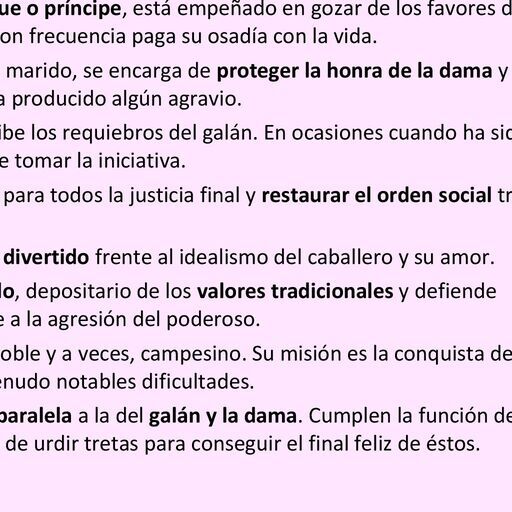 ue o príncipe, está empeñado en gozar de los favores d
on frecuencia paga su osadía con la vida.
marido, se encarga de proteger la honra de la dama y
a producido algún agravio.
ibe los requiebros del galán. En ocasiones cuando ha sid
e tomar la iniciativa.
para todos la justicia final y restaurar el orden social tr
divertido frente al idealismo del caballero y su amor.
lo, depositario de los valores tradicionales y defiende
e a la agresión del poderoso.
oble y a veces, campesino. Su misión es la conquista de
enudo notables dificultades.
paralela a la del galán y la dama. Cumplen la función de
de urdir tretas para conseguir el final feliz de éstos.